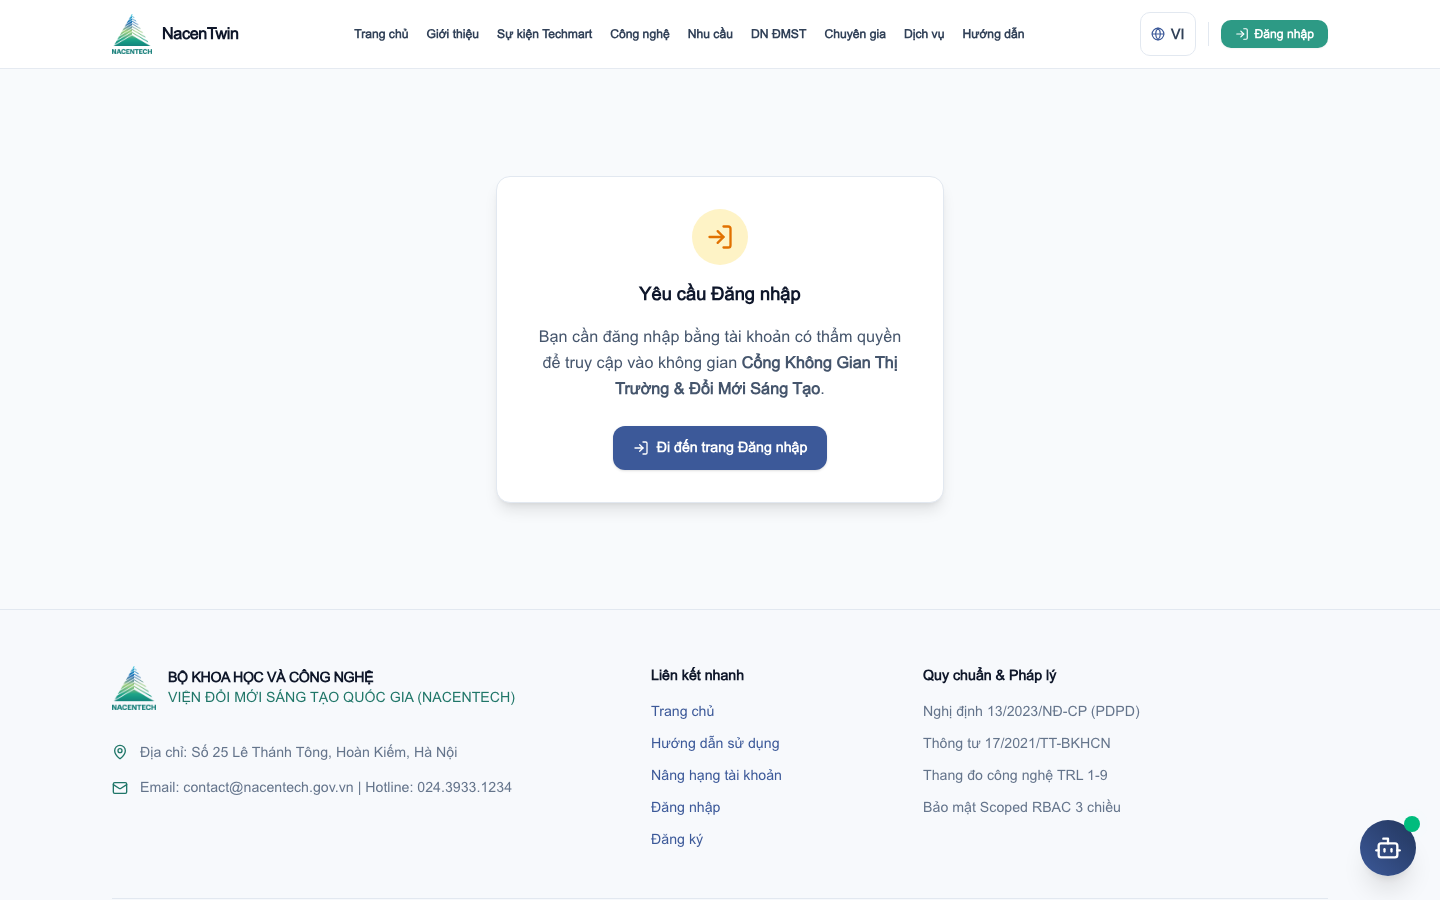 NACENTECH
NacenTwin
Trang chủ
Giới thiệu
Sự kiện Techmart
Công nghệ
Nhu cầu
DN ĐMST
Chuyên gia
Dịch vụ
Hướng dẫn
VI
Đăng nhập
Yêu cầu Đăng nhập
Bạn cần đăng nhập bằng tài khoản có thẩm quyền
để truy cập vào không gian Cổng Không Gian Thị
Trường & Đổi Mới Sáng Tạo.
Đi đến trang Đăng nhập
NACENTECH
BỘ KHOA HỌC VÀ CÔNG NGHỆ
VIỆN ĐỔI MỚI SÁNG TẠO QUỐC GIA (NACENTECH)
Địa chỉ: Số 25 Lê Thánh Tông, Hoàn Kiếm, Hà Nội
Email: contact@nacentech.gov.vn | Hotline: 024.3933.1234
Liên kết nhanh
Trang chủ
Hướng dẫn sử dụng
Nâng hạng tài khoản
Đăng nhập
Đăng ký
Quy chuẩn & Pháp lý
Nghị định 13/2023/NĐ-CP (PDPD)
Thông tư 17/2021/TT-BKHCN
Thang đo công nghệ TRL 1-9
Bảo mật Scoped RBAC 3 chiều